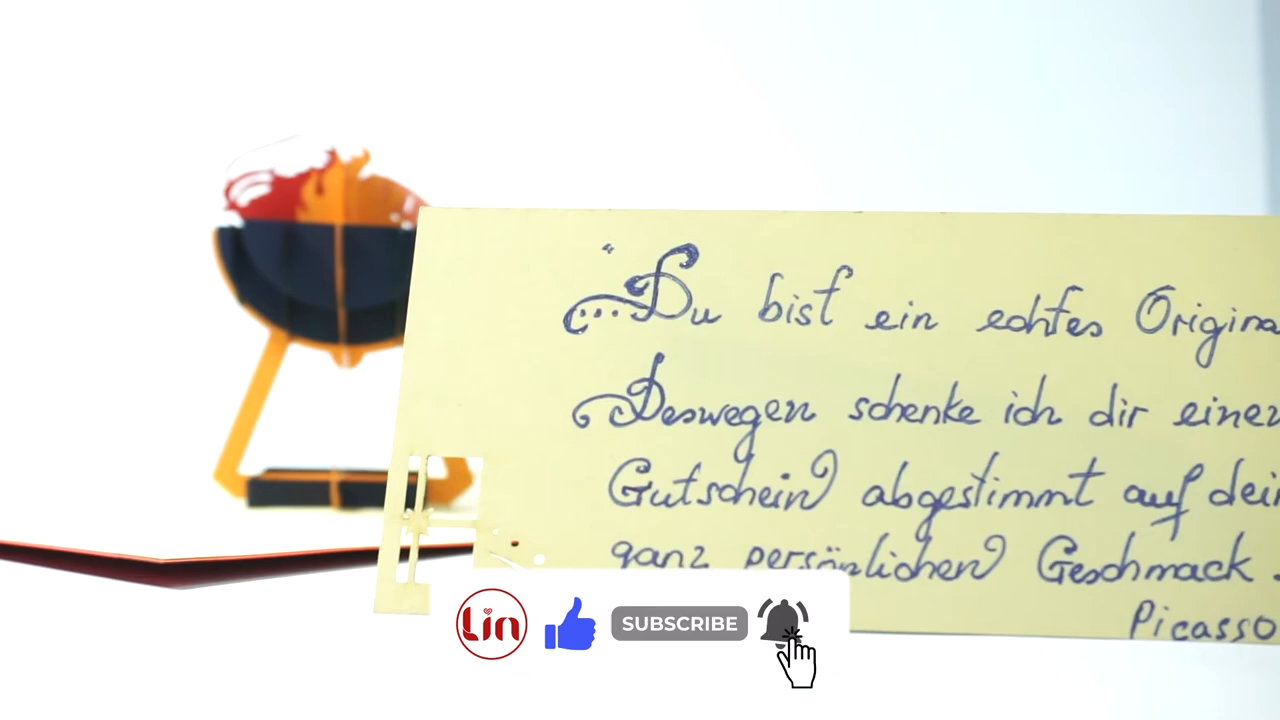 "Du bist ein echtes Origina
Deswegen schenke ich dir einen
Gutschein abgestimmt auf dein
ganz persönlichen Geschmack.
Picasso
Lin
SUBSCRIBE